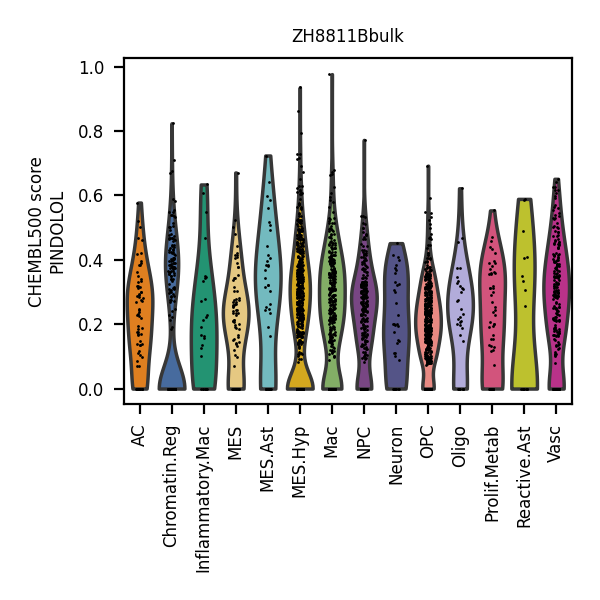 ZH8811Bbulk
CHEMBL500 score
PINDOLOL
1.0
0.8
0.6
0.4
0.2
0.0
AC
Chromatin.Reg
Inflammatory.Mac
MES
MES.Ast
MES.Hyp
Mac
NPC
Neuron
OPC
Oligo
Prolif.Metab
Reactive.Ast
Vasc